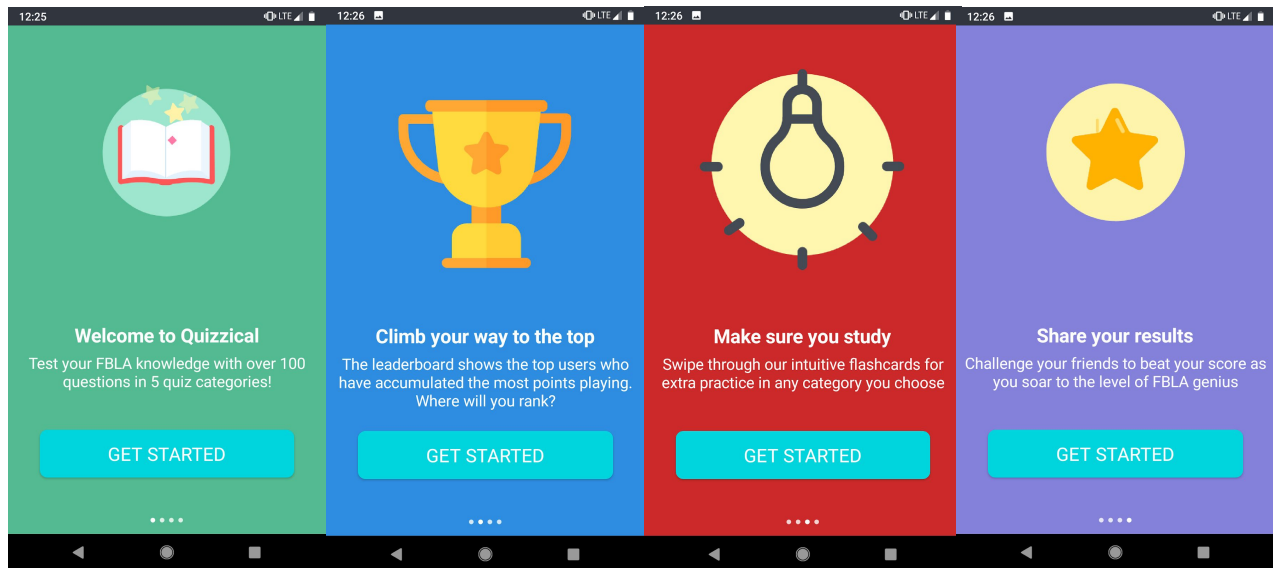 12:25
LTE
Welcome to Quizzical
Test your FBLA knowledge with over 100
questions in 5 quiz categories!
GET STARTED
12:26
LTE
Climb your way to the top
The leaderboard shows the top users who
have accumulated the most points playing.
Where will you rank?
GET STARTED
12:26
LTE
Make sure you study
Swipe through our intuitive flashcards for
extra practice in any category you choose
GET STARTED
12:26
LTE
Share your results
Challenge your friends to beat your score as
you soar to the level of FBLA genius
GET STARTED